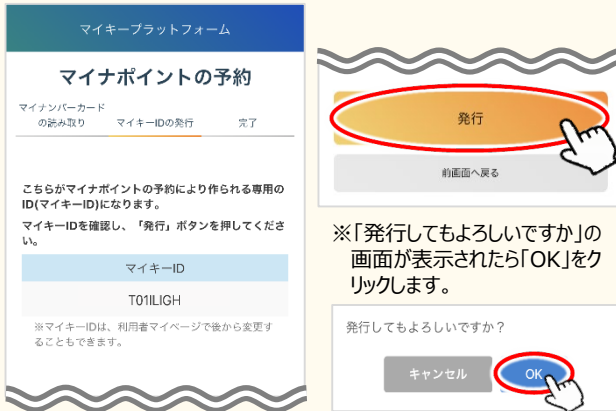 マイキープラットフォーム
マイナポイントの予約
マイナンバーカード
の読み取り
マイキーIDの発行
完了
こちらがマイナポイントの予約により作られる専用の
ID(マイキーID)になります。
マイキーIDを確認し、「発行」ボタンを押してくださ
い。
マイキーID
T01ILIGH
※マイキーIDは、利用者マイページで後から変更す
ることもできます。
発行
前画面へ戻る
※「発行してもよろしいですか」の
画面が表示されたら「OK」をク
リックします。
発行してもよろしいですか？
キャンセル
OK